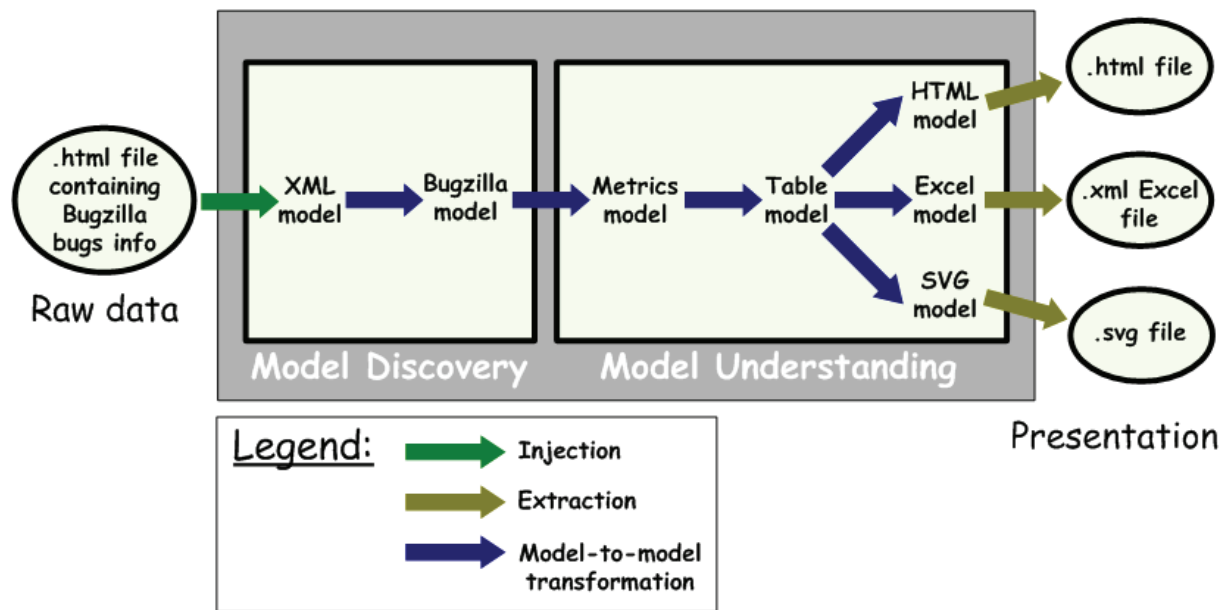 .html file
containing
Bugzilla
bugs info
Raw data
XML
model
Bugzilla
model
Model Discovery
Metrics
model
Table
model
HTML
model
Excel
model
SVG
model
Model Understanding
.html file
.xml Excel
file
.svg file
Presentation
Legend:
Injection
Extraction
Model-to-model
transformation